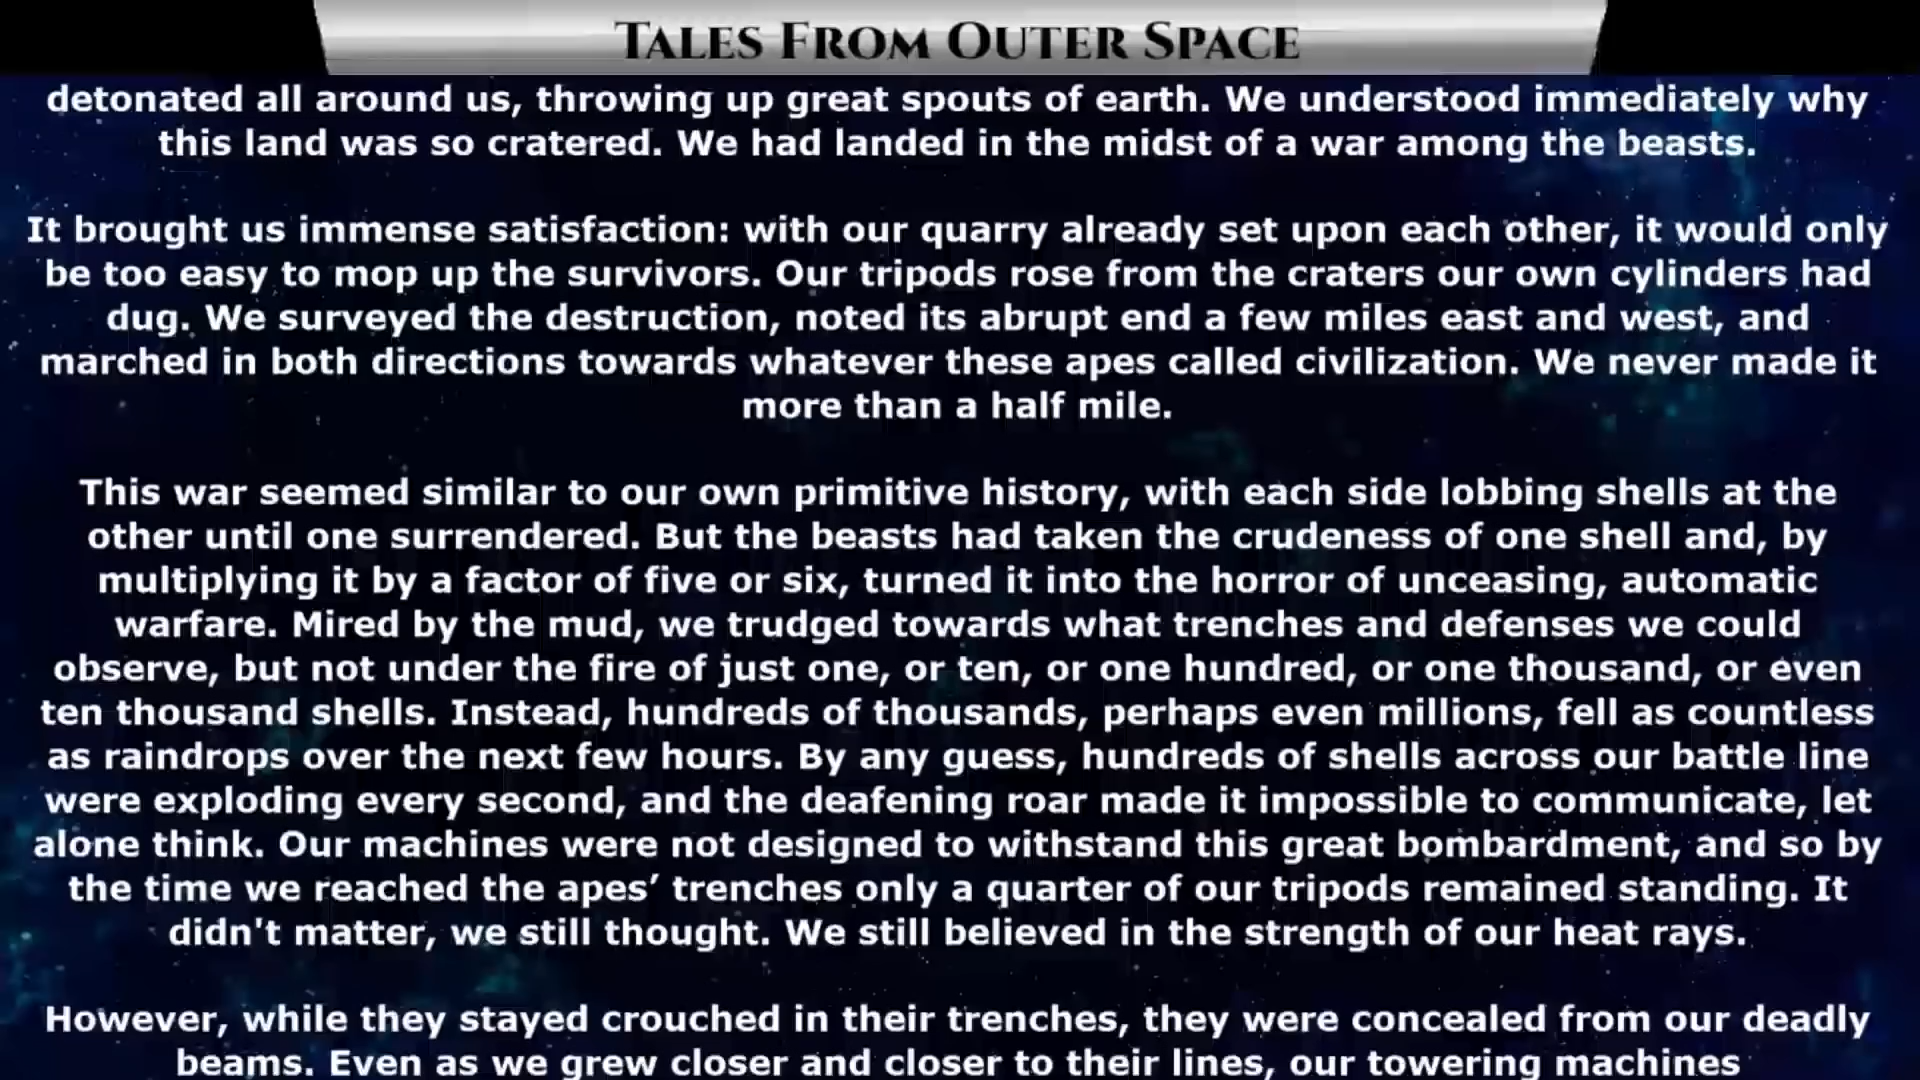 TALES FROM OUTER SPACE
detonated all around us, throwing up great spouts of earth. We understood immediately why
this land was so cratered. We had landed in the midst of a war among the beasts.
It brought us immense satisfaction: with our quarry already set upon each other, it would only
be too easy to mop up the survivors. Our tripods rose from the craters our own cylinders had
dug. We surveyed the destruction, noted its abrupt end a few miles east and west, and
marched in both directions towards whatever these apes called civilization. We never made it
more than a half mile.
This war seemed similar to our own primitive history, with each side lobbing shells at the
other until one surrendered. But the beasts had taken the crudeness of one shell and, by
multiplying it by a factor of five or six, turned it into the horror of unceasing, automatic
warfare. Mired by the mud, we trudged towards what trenches and defenses we could
observe, but not under the fire of just one, or ten, or one hundred, or one thousand, or even
ten thousand shells. Instead, hundreds of thousands, perhaps even millions, fell as countless
as raindrops over the next few hours. By any guess, hundreds of shells across our battle line
were exploding every second, and the deafening roar made it impossible to communicate, let
alone think. Our machines were not designed to withstand this great bombardment, and so by
the time we reached the apes’ trenches only a quarter of our tripods remained standing. It
didn't matter, we still thought. We still believed in the strength of our heat rays.
However, while they stayed crouched in their trenches, they were concealed from our deadly
beams. Even as we grew closer and closer to their lines, our towering machines